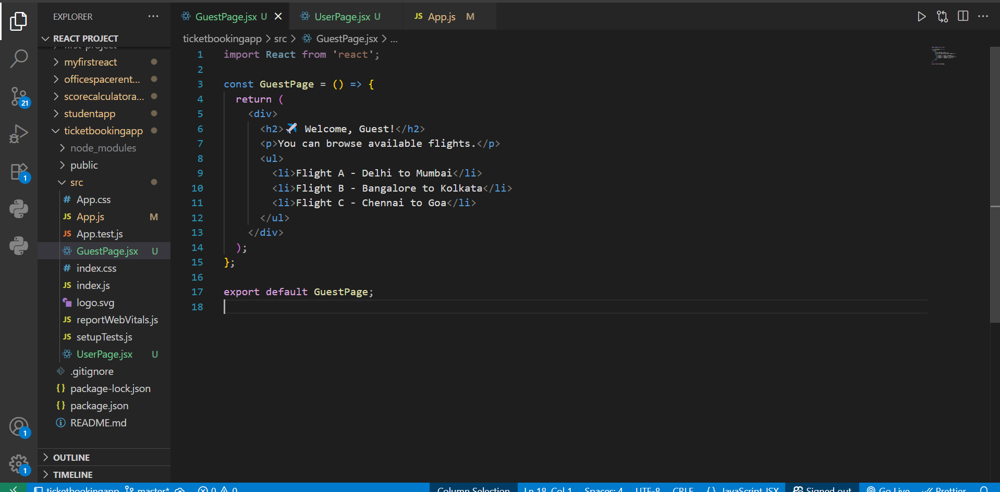 EXPLORER
REACT PROJECT
first-project
myfirstreact
officespacerent...
scorecalculatora...
studentapp
ticketbookingapp
node_modules
public
src
# App.css
JS App.js M
JS App.test.js
GuestPage.jsx U
# index.css
JS index.js
logo.svg
JS reportWebVitals.js
JS setupTests.js
UserPage.jsx U
.gitignore
{} package-lock.json
{} package.json
README.md
OUTLINE
TIMELINE
21
1
1
1
GuestPage.jsx U
UserPage.jsx U
JS App.js M
ticketbookingapp > src > GuestPage.jsx > ...
1 import React from 'react';
2
3 const GuestPage = () => {
4 return (
5 <div>
6 <h2>✈️ Welcome, Guest!</h2>
7 <p>You can browse available flights.</p>
8 <ul>
9 <li>Flight A - Delhi to Mumbai</li>
10 <li>Flight B - Bangalore to Kolkata</li>
11 <li>Flight C - Chennai to Goa</li>
12 </ul>
13 </div>
14 );
15 };
16
17 export default GuestPage;
18
ticketbookingapp master* 0 0 Column Selection Ln 18, Col 1 Spaces: 4 UTF-8 CRLF {} JavaScript JSX Signed out Go Live Prettier